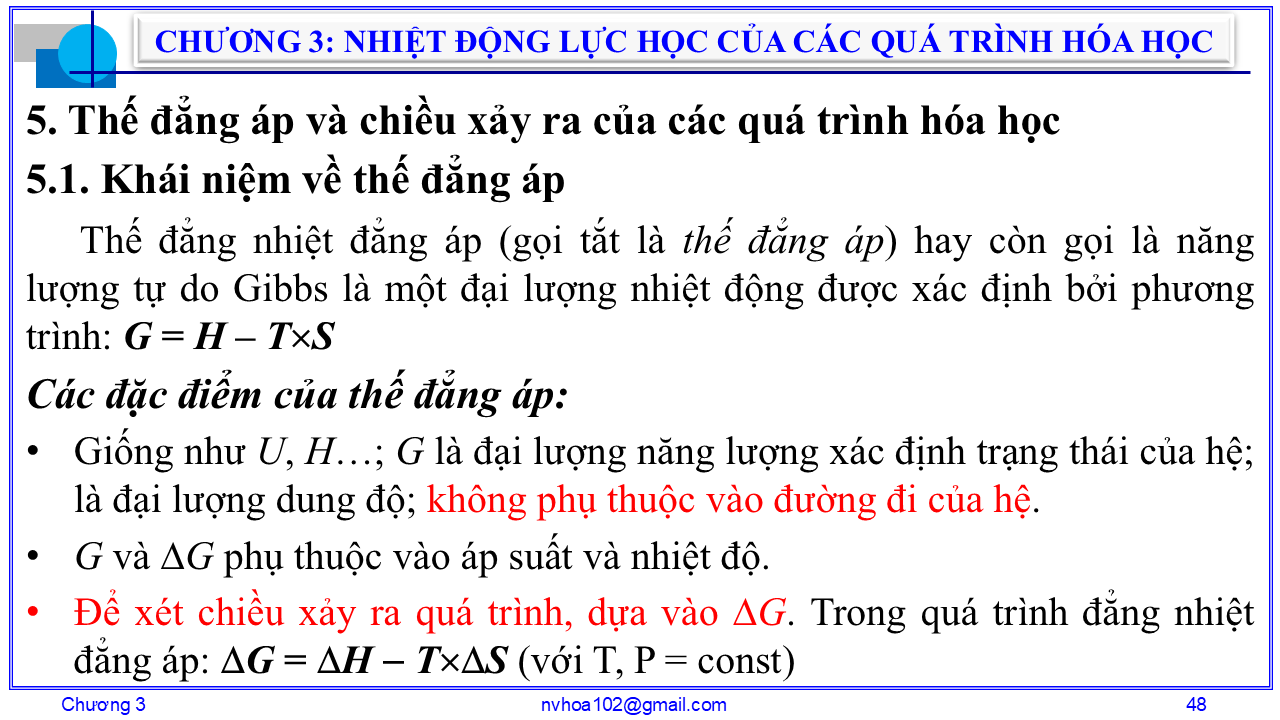 CHƯƠNG 3: NHIỆT ĐỘNG LỰC HỌC CỦA CÁC QUÁ TRÌNH HÓA HỌC
5. Thế đẳng áp và chiều xảy ra của các quá trình hóa học
5.1. Khái niệm về thế đẳng áp
Thế đẳng nhiệt đẳng áp (gọi tắt là thế đẳng áp) hay còn gọi là năng
lượng tự do Gibbs là một đại lượng nhiệt động được xác định bởi phương
trình: G = H – T×S
Các đặc điểm của thế đẳng áp:
• Giống như U, H…; G là đại lượng năng lượng xác định trạng thái của hệ;
là đại lượng dung độ; không phụ thuộc vào đường đi của hệ.
• G và ΔG phụ thuộc vào áp suất và nhiệt độ.
• Để xét chiều xảy ra quá trình, dựa vào ΔG. Trong quá trình đẳng nhiệt
đẳng áp: ΔG = ΔH – T×ΔS (với T, P = const)
Chương 3 nvhoa102@gmail.com 48